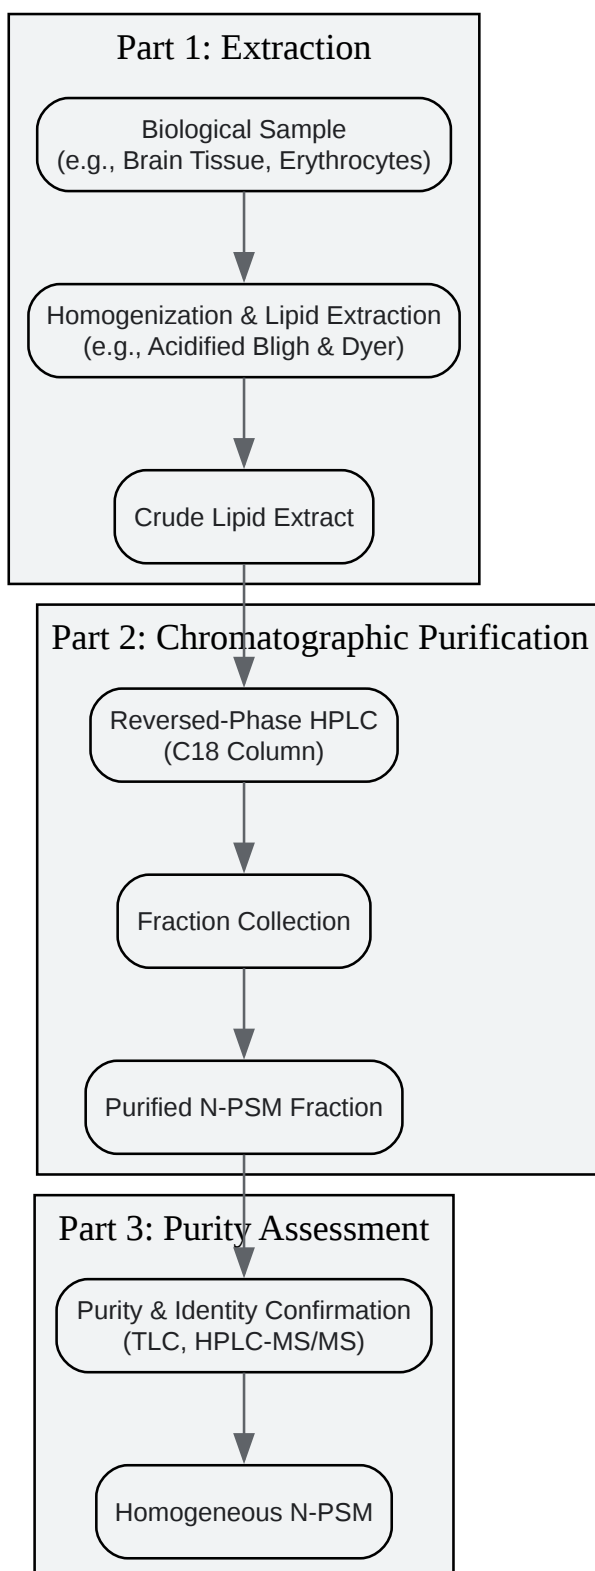 Part 1: Extraction
Biological Sample
(e.g., Brain Tissue, Erythrocytes)
Homogenization & Lipid Extraction
(e.g., Acidified Bligh & Dyer)
Crude Lipid Extract
Part 2: Chromatographic Purification
Reversed-Phase HPLC
(C18 Column)
Fraction Collection
Purified N-PSM Fraction
Part 3: Purity Assessment
Purity & Identity Confirmation
(TLC, HPLC-MS/MS)
Homogeneous N-PSM